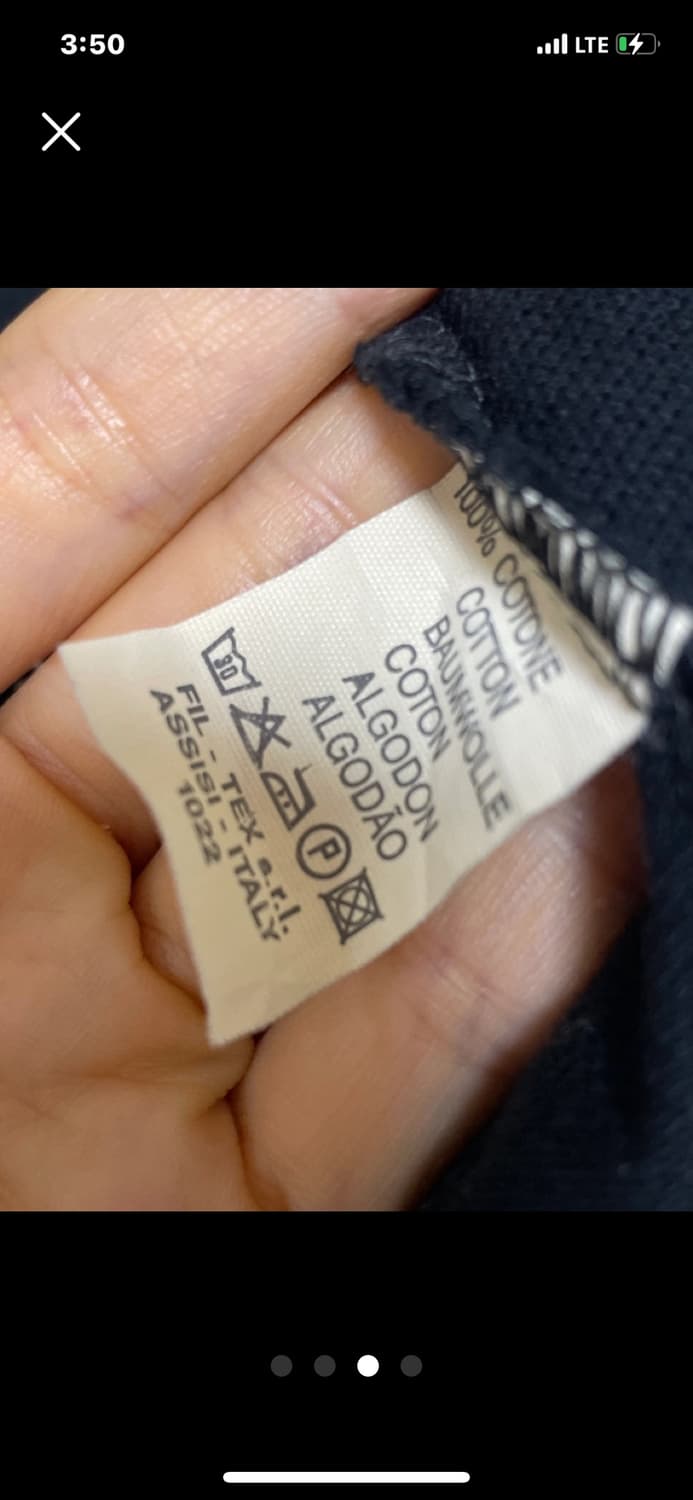 3:50
LTE
100% COTONE
COTTON
BAUMWOLLE
COTON
ALGODON
ALGODÃO
30
P
FIL - TEX s.r.l.
ASSISI - ITALY
1022